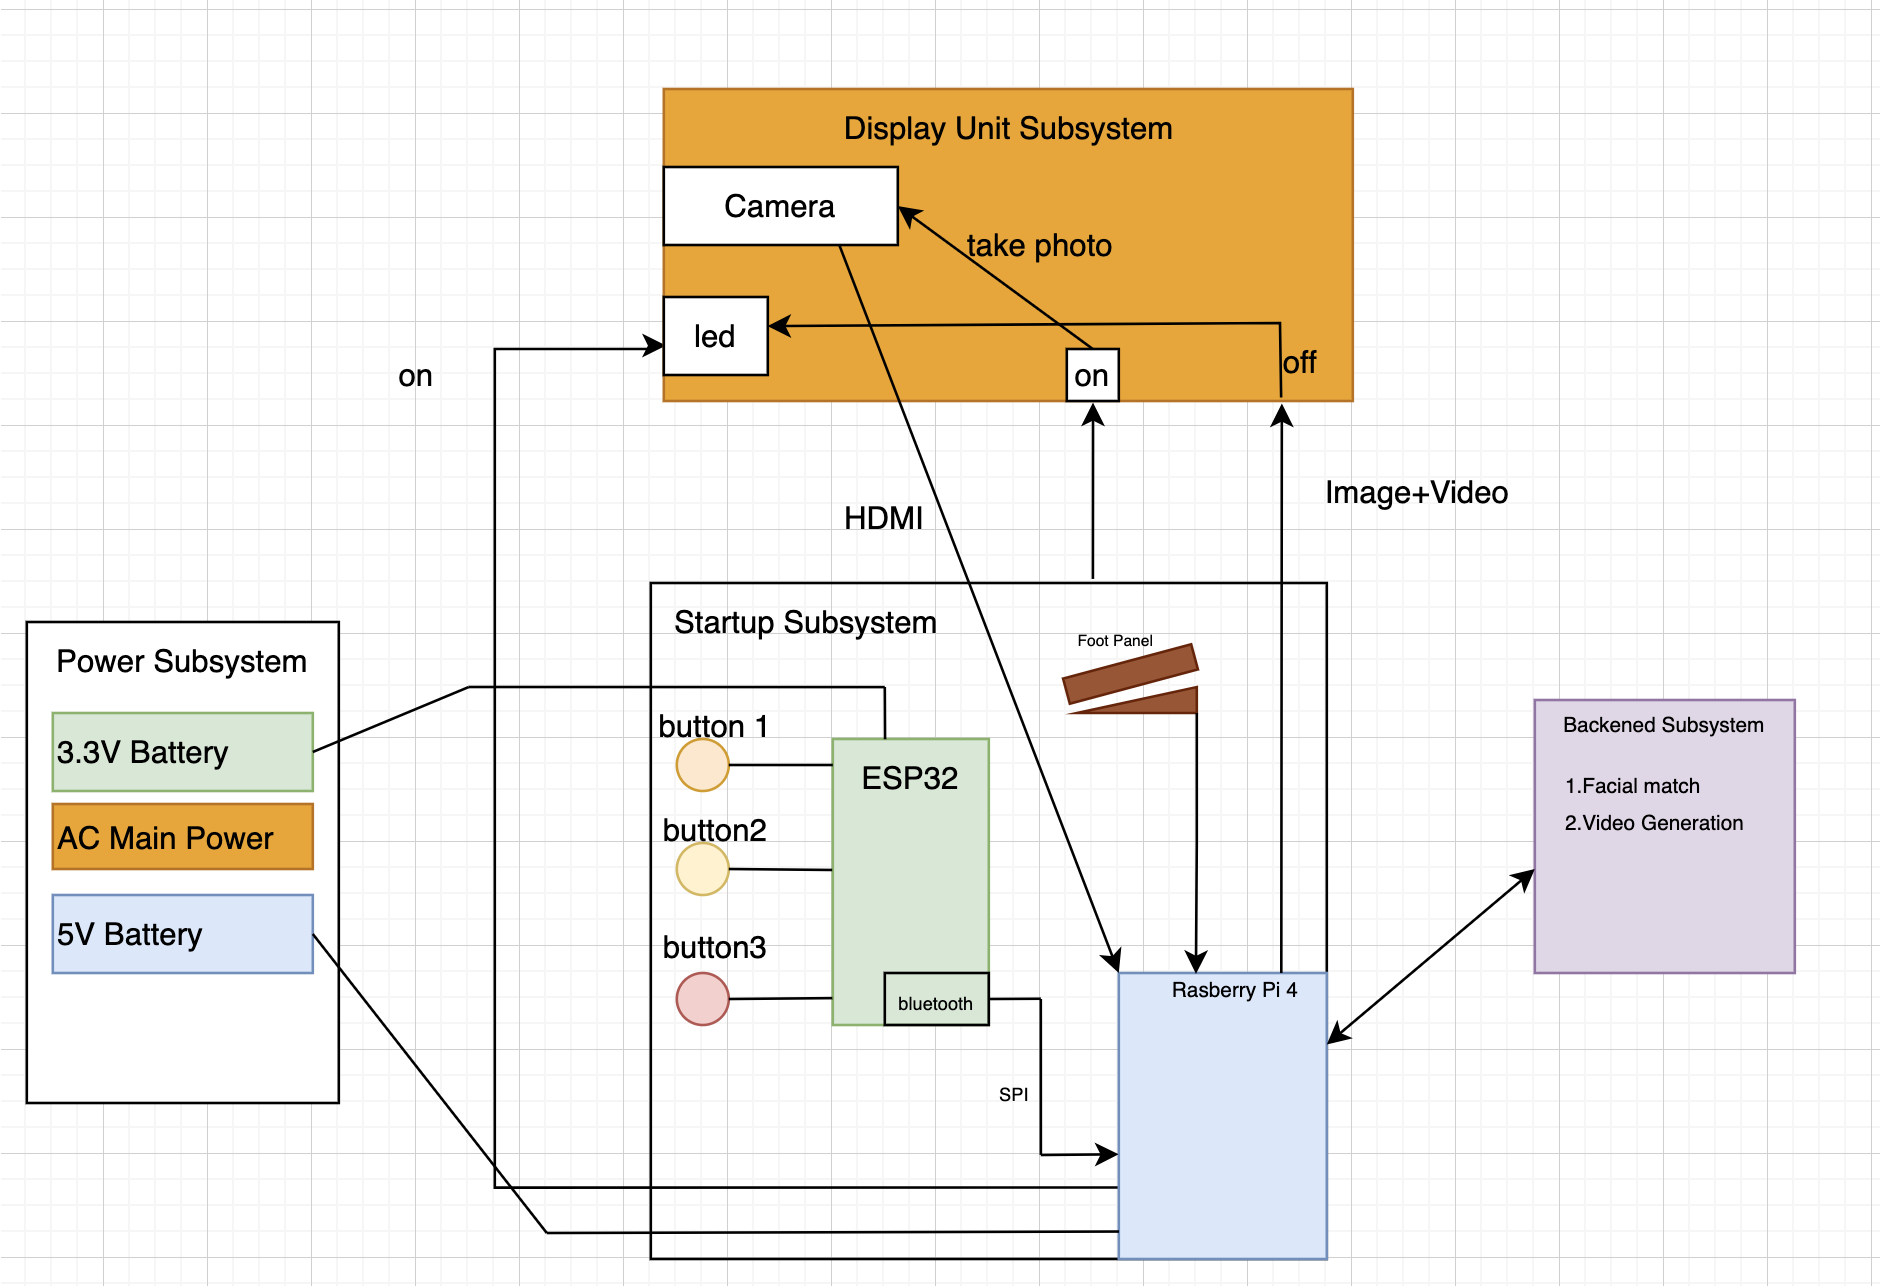 Display Unit Subsystem
Camera
take photo
led
on
on
off
HDMI
Image+Video
Startup Subsystem
Foot Panel
Power Subsystem
3.3V Battery
AC Main Power
5V Battery
button 1
ESP32
button2
button3
bluetooth
SPI
Rasberry Pi 4
Backened Subsystem
1.Facial match
2.Video Generation